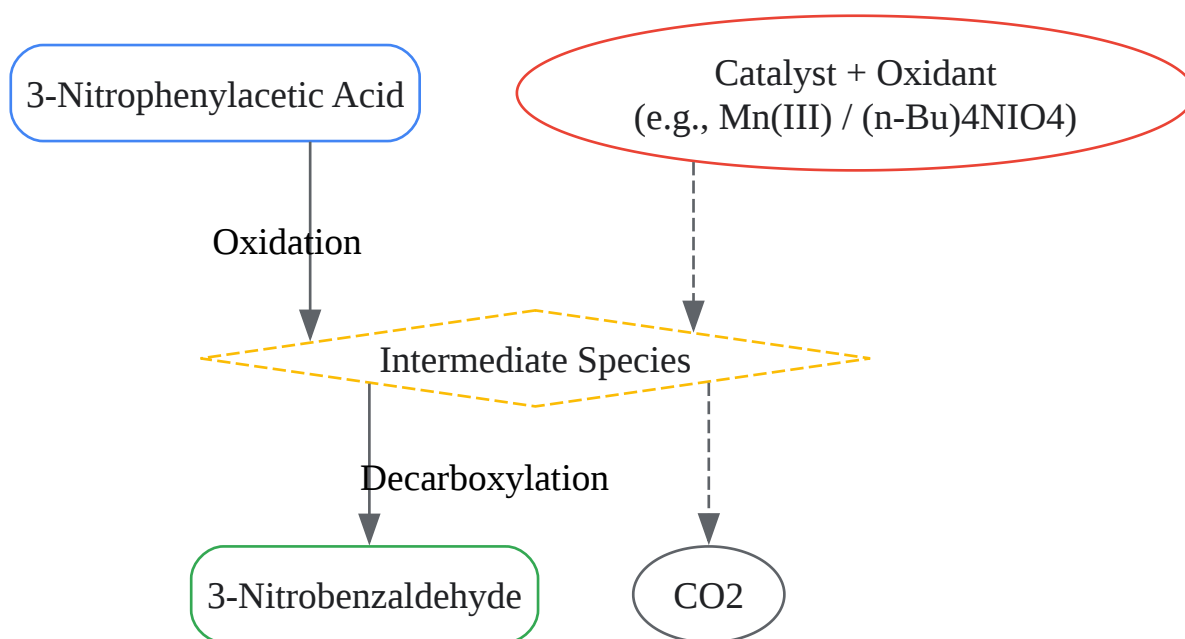 3-Nitrophenylacetic Acid
Catalyst + Oxidant
(e.g., Mn(III) / (n-Bu)4NIO4)
Oxidation
Intermediate Species
Decarboxylation
3-Nitrobenzaldehyde
CO2